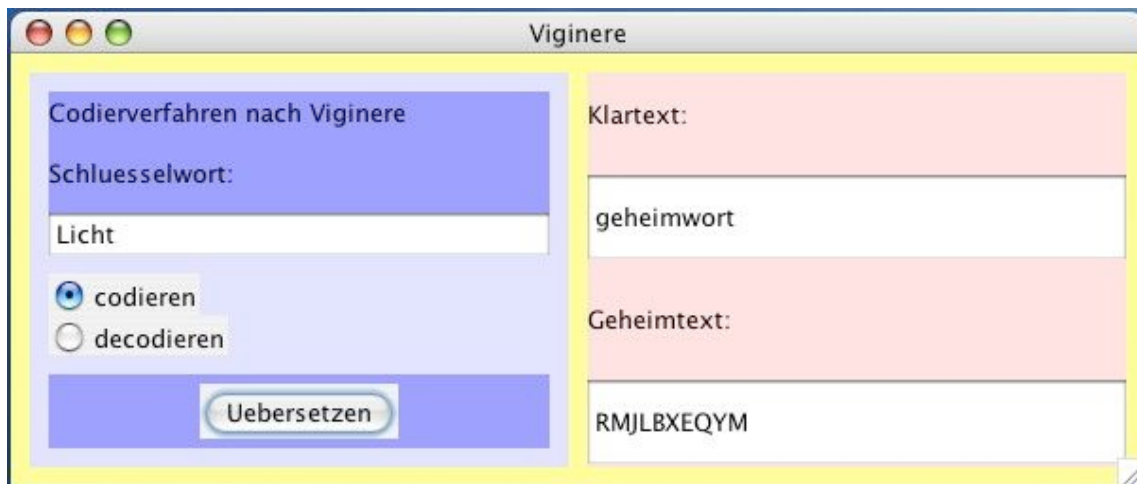 Viginere
Codierverfahren nach Viginere
Schluesselwort:
Licht
codieren
decodieren
Uebersetzen
Klartext:
geheimwort
Geheimtext:
RMJLBXEQYM